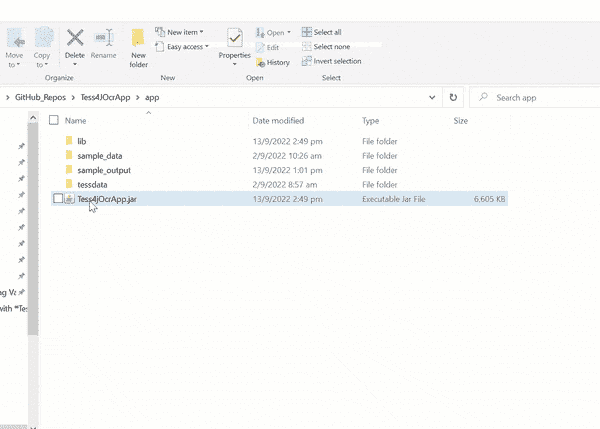 Move to
Copy to
Delete
Rename
New folder
New item
Easy access
Properties
Open
Edit
History
Select all
Select none
Invert selection
Organize
New
Open
Select
GitHub_Repos > Tess4JOcrApp > app
Search app
Name Date modified Type Size
lib 13/9/2022 2:49 pm File folder
sample_data 2/9/2022 10:26 am File folder
sample_output 13/9/2022 1:01 pm File folder
tessdata 2/9/2022 8:57 am File folder
Tess4jOcrApp.jar 13/9/2022 2:49 pm Executable Jar File 6,605 KB
ng Va
with "Tes